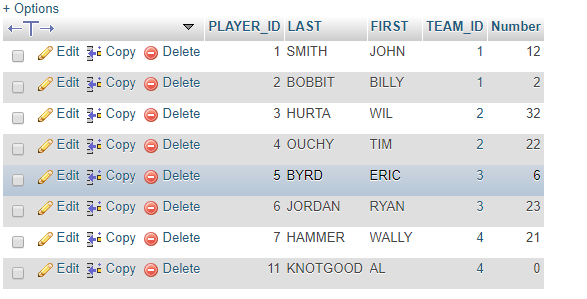 + Options
PLAYER_ID LAST FIRST TEAM_ID Number
Edit Copy Delete 1 SMITH JOHN 1 12
Edit Copy Delete 2 BOBBIT BILLY 1 2
Edit Copy Delete 3 HURTA WIL 2 32
Edit Copy Delete 4 OUCHY TIM 2 22
Edit Copy Delete 5 BYRD ERIC 3 6
Edit Copy Delete 6 JORDAN RYAN 3 23
Edit Copy Delete 7 HAMMER WALLY 4 21
Edit Copy Delete 11 KNOTGOOD AL 4 0